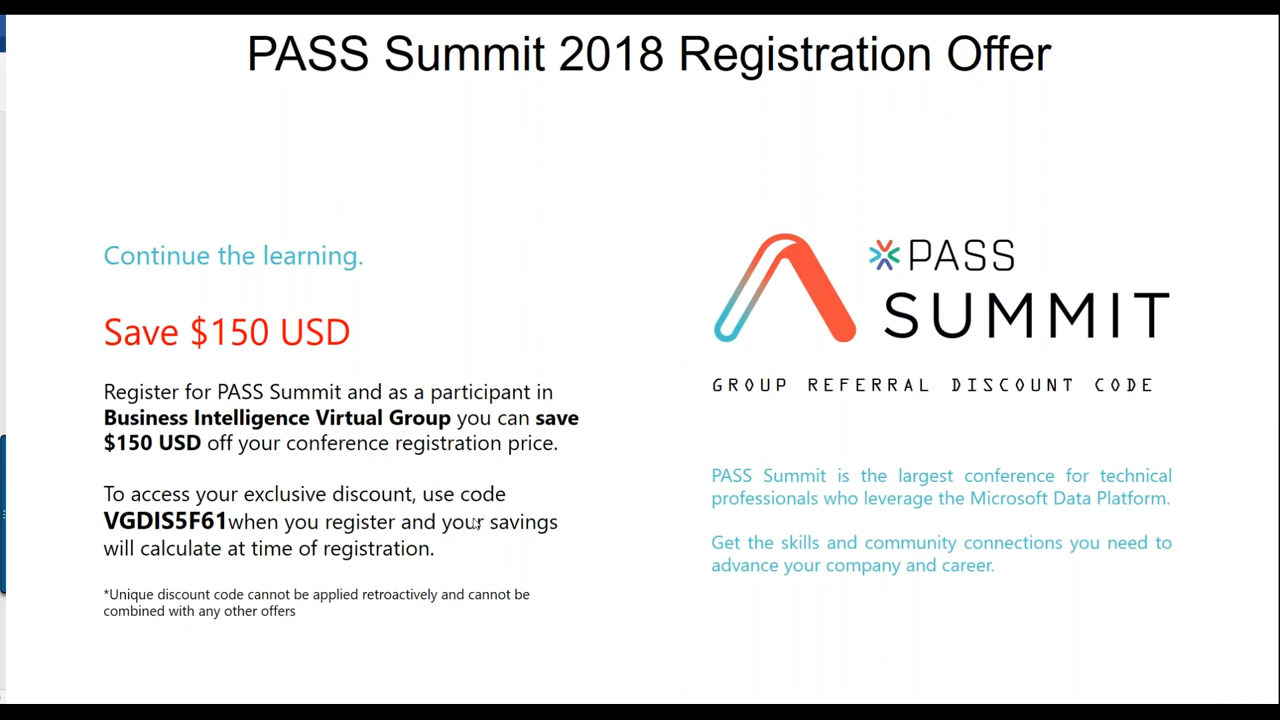 PASS Summit 2018 Registration Offer
Continue the learning.
Save $150 USD
Register for PASS Summit and as a participant in
Business Intelligence Virtual Group you can save
$150 USD off your conference registration price.
To access your exclusive discount, use code
VGDIS5F61when you register and your savings
will calculate at time of registration.
*Unique discount code cannot be applied retroactively and cannot be
combined with any other offers
PASS
SUMMIT
GROUP REFERRAL DISCOUNT CODE
PASS Summit is the largest conference for technical
professionals who leverage the Microsoft Data Platform.
Get the skills and community connections you need to
advance your company and career.